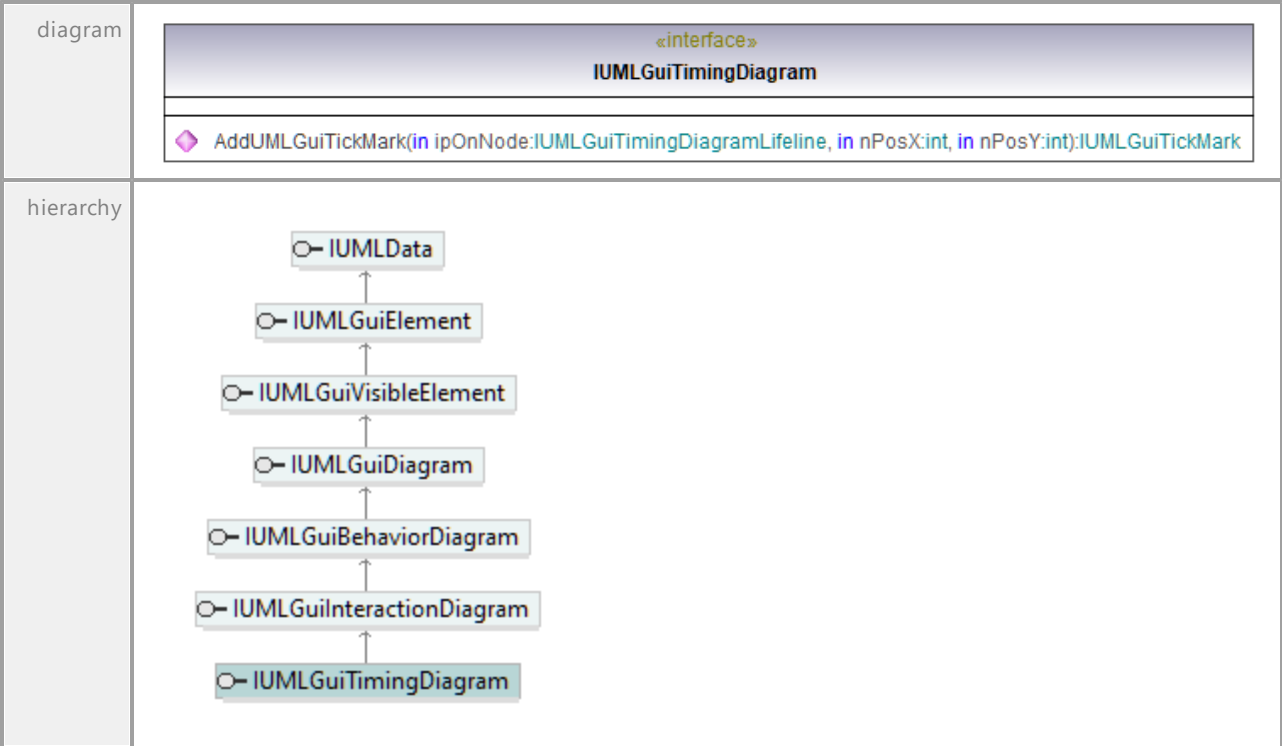 diagram
«interface»
IUMLGuiTimingDiagram
AddUMLGuiTickMark(in ipOnNode:IUMLGuiTimingDiagramLifeline, in nPosX:int, in nPosY:int):IUMLGuiTickMark
hierarchy
IUMLData
IUMLGuiElement
IUMLGuiVisibleElement
IUMLGuiDiagram
IUMLGuiBehaviorDiagram
IUMLGuiInteractionDiagram
IUMLGuiTimingDiagram